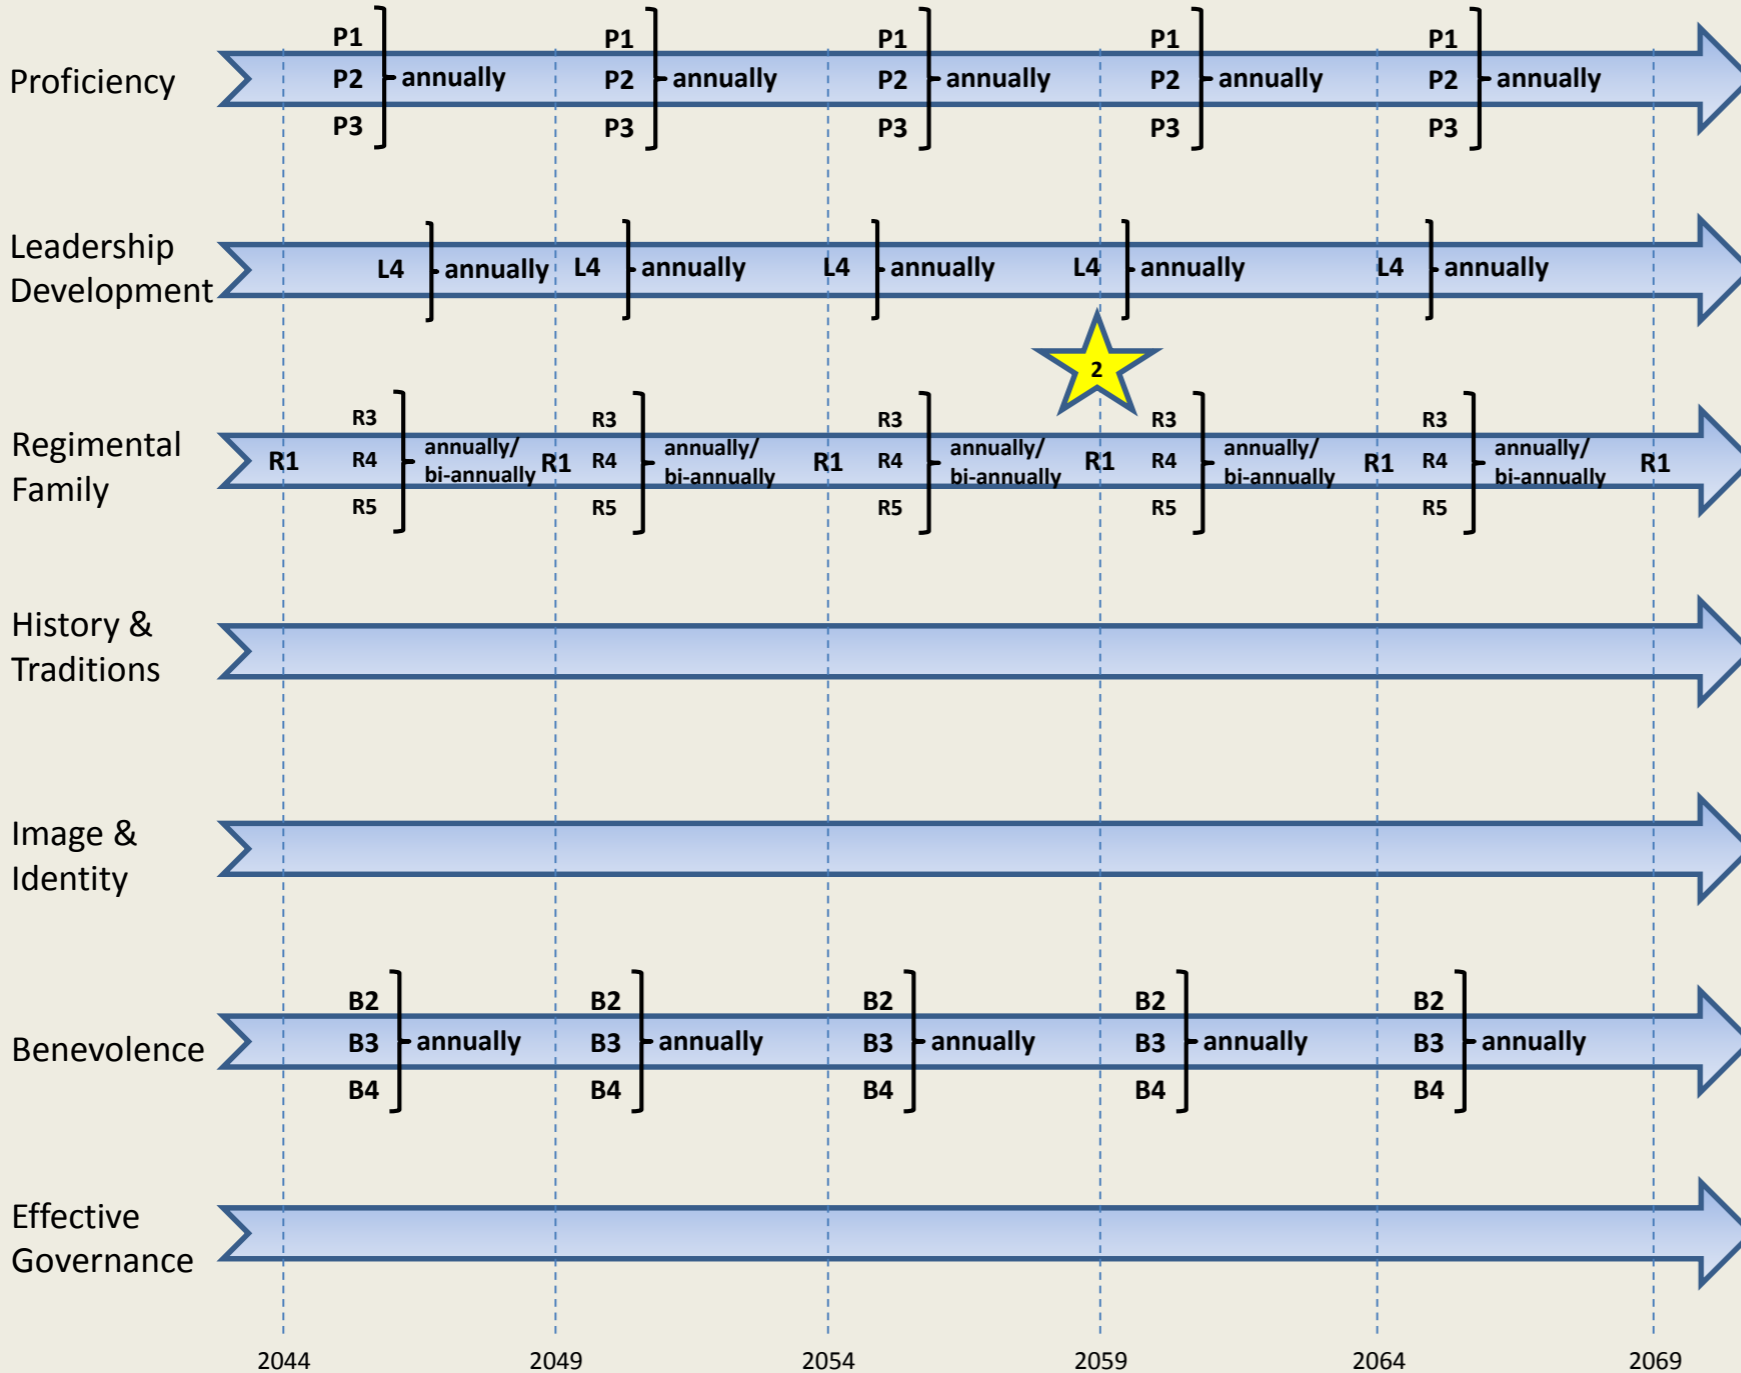 Proficiency
P1 P1 P1 P1 P1
P2 annually P2 annually P2 annually P2 annually P2 annually
P3 P3 P3 P3 P3
Leadership
Development
L4 annually L4 annually L4 annually L4 annually L4 annually
2
Regimental
Family
R3 R3 R3 R3 R3
annually/ annually/ annually/ annually/ annually/
R1 R4 R1 R4 R1 R4 R1 R4 R1 R4 R1
bi-annually bi-annually bi-annually bi-annually bi-annually
R5 R5 R5 R5 R5
History &
Traditions
Image &
Identity
Benevolence
B2 B2 B2 B2 B2
B3 annually B3 annually B3 annually B3 annually B3 annually
B4 B4 B4 B4 B4
Effective
Governance
2044 2049 2054 2059 2064 2069